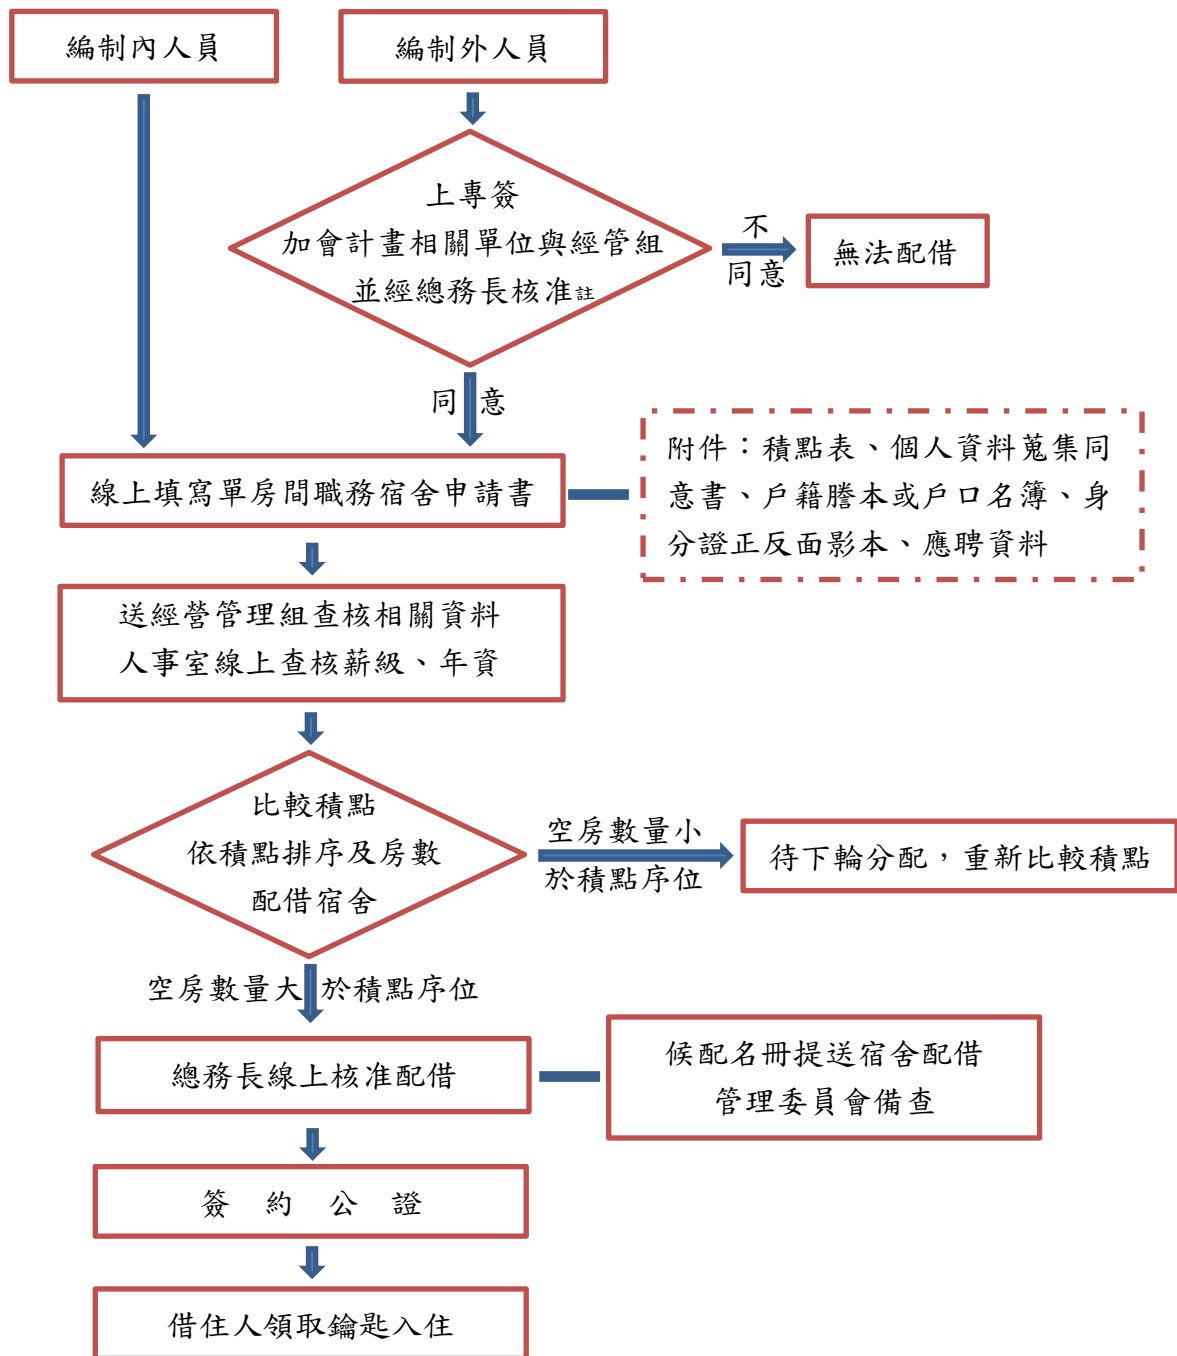 編制內人員
編制外人員
上專簽
加會計畫相關單位與經管組
並經總務長核准註
不
同意
無法配借
同意
附件：積點表、個人資料蒐集同
意書、戶籍謄本或戶口名簿、身
分證正反面影本、應聘資料
線上填寫單房間職務宿舍申請書
送經營管理組查核相關資料
人事室線上查核薪級、年資
比較積點
依積點排序及房數
配借宿舍
空房數量小
於積點序位
待下輪分配，重新比較積點
空房數量大於積點序位
總務長線上核准配借
候配名冊提送宿舍配借
管理委員會備查
簽 約 公 證
借住人領取鑰匙入住